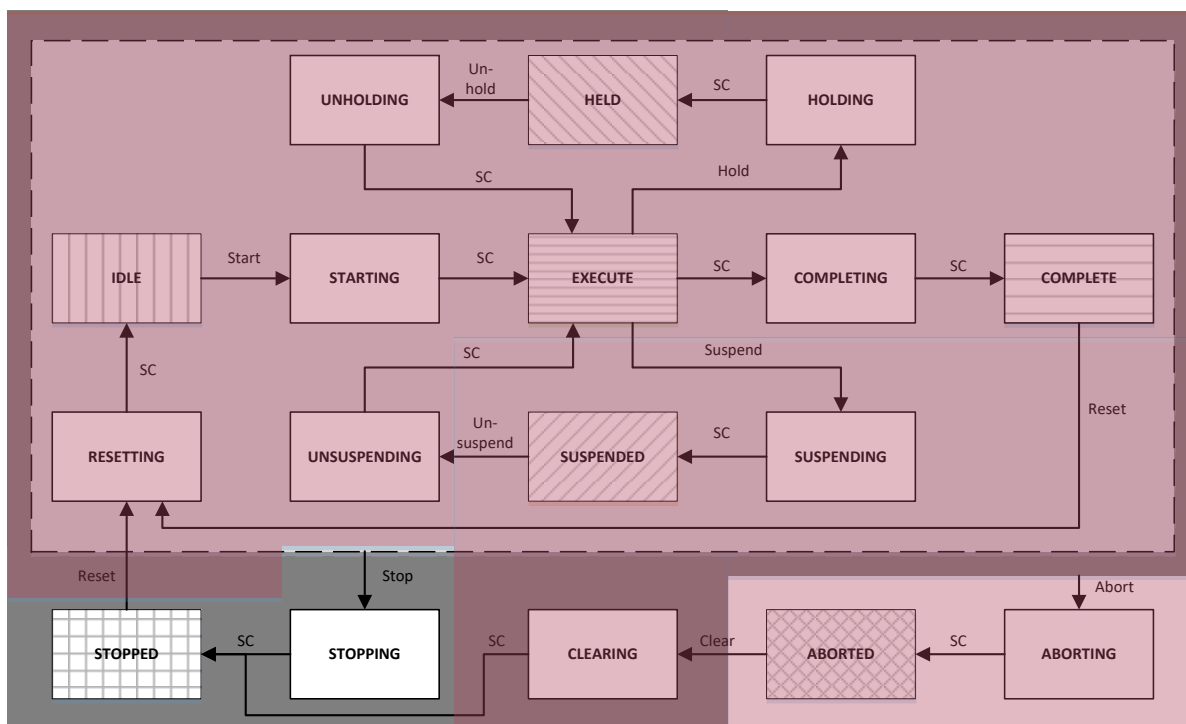 Un-
hold
SC
UNHOLDING
HELD
HOLDING
SC
Hold
Start
SC
SC
SC
IDLE
STARTING
EXECUTE
COMPLETING
COMPLETE
SC
SC
Suspend
Un-
suspend
SC
Reset
RESETTING
UNSUSPENDING
SUSPENDED
SUSPENDING
Reset
Stop
Abort
SC
SC
Clear
SC
STOPPED
STOPPING
CLEARING
ABORTED
ABORTING